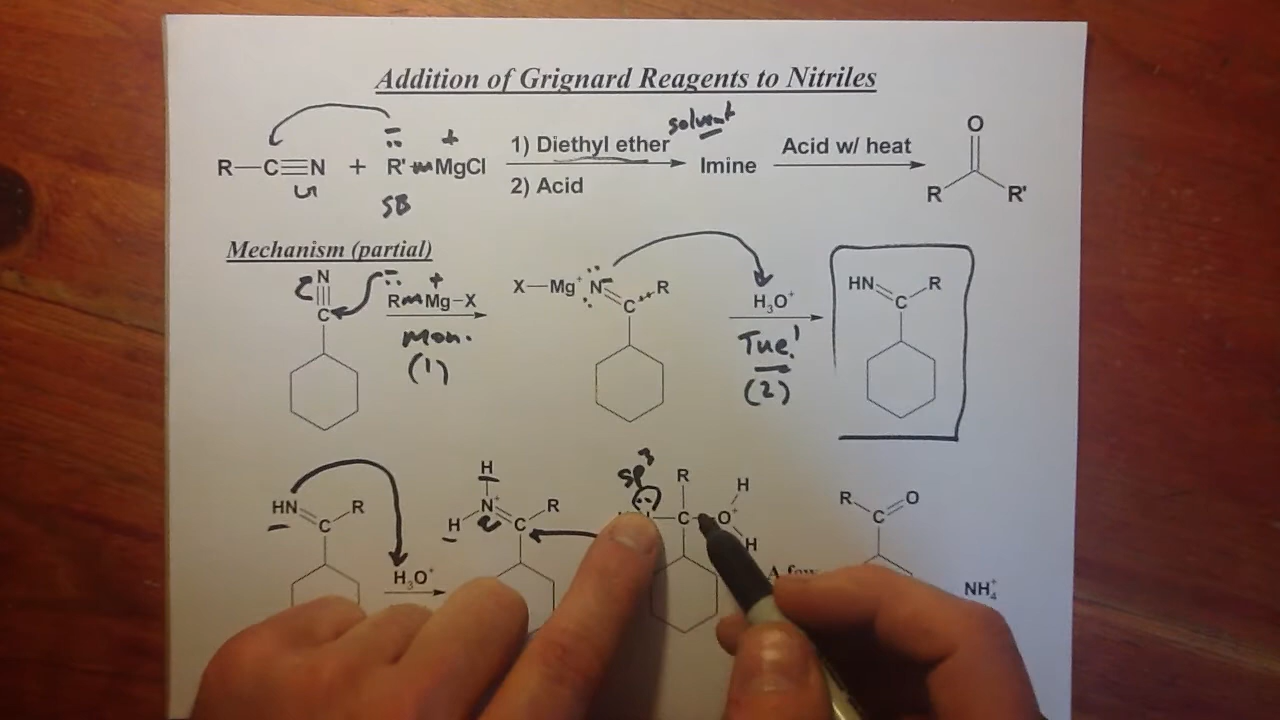 Addition of Grignard Reagents to Nitriles
solvent
R—C≡N + R' MgCl 1) Diethyl ether Imine Acid w/ heat O
SB 2) Acid R R'
Mechanism (partial)
N R Mg—X X—Mg+ N C R H3O+ HN C R
C Mon. Tue!
(1) (2)
sp3
H R H R O
HN C R N+ C R C O+ C
H H3O+ H
A few NH4+